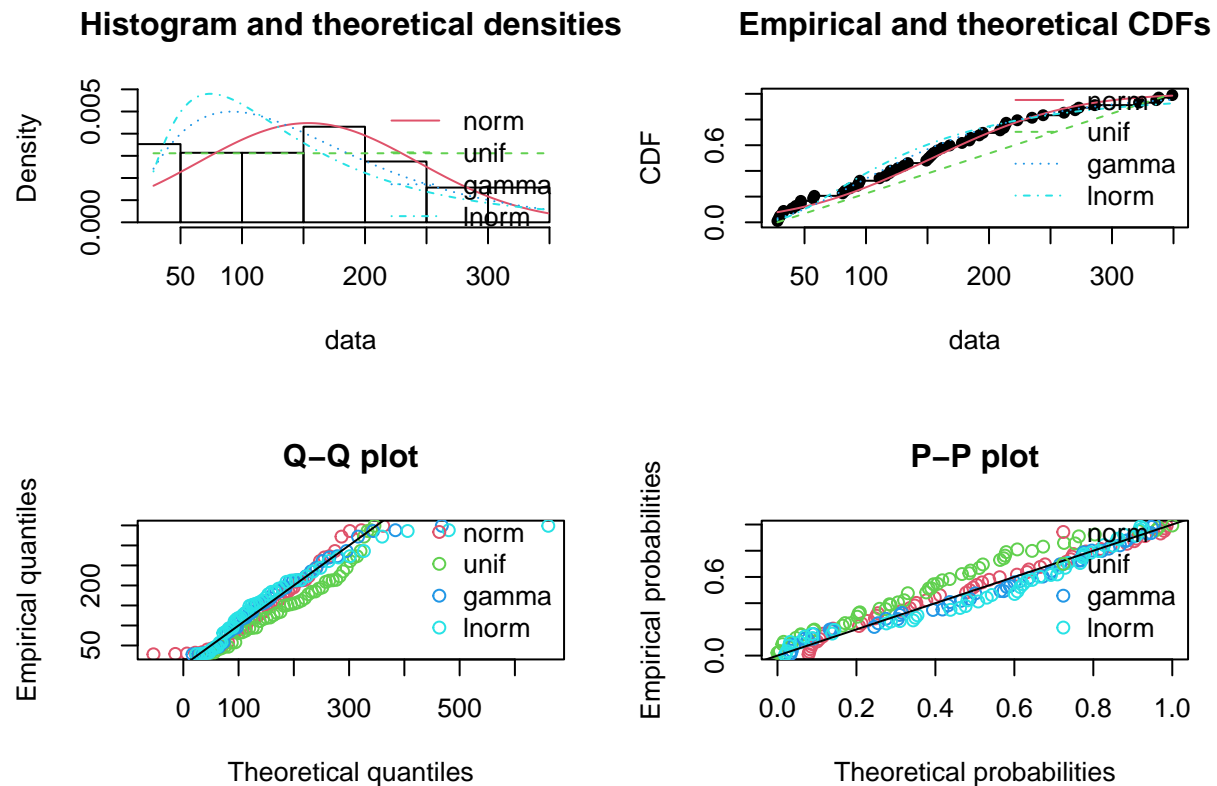 Histogram and theoretical densities
Density
0.000
0.005
norm
unif
gamma
lnorm
50 100 200 300
data
Empirical and theoretical CDFs
CDF
0.0
0.6
norm
unif
gamma
lnorm
50 100 200 300
data
Q−Q plot
Empirical quantiles
50
200
norm
unif
gamma
lnorm
0 100 300 500
Theoretical quantiles
P−P plot
Empirical probabilities
0.0
0.6
norm
unif
gamma
lnorm
0.0 0.2 0.4 0.6 0.8 1.0
Theoretical probabilities